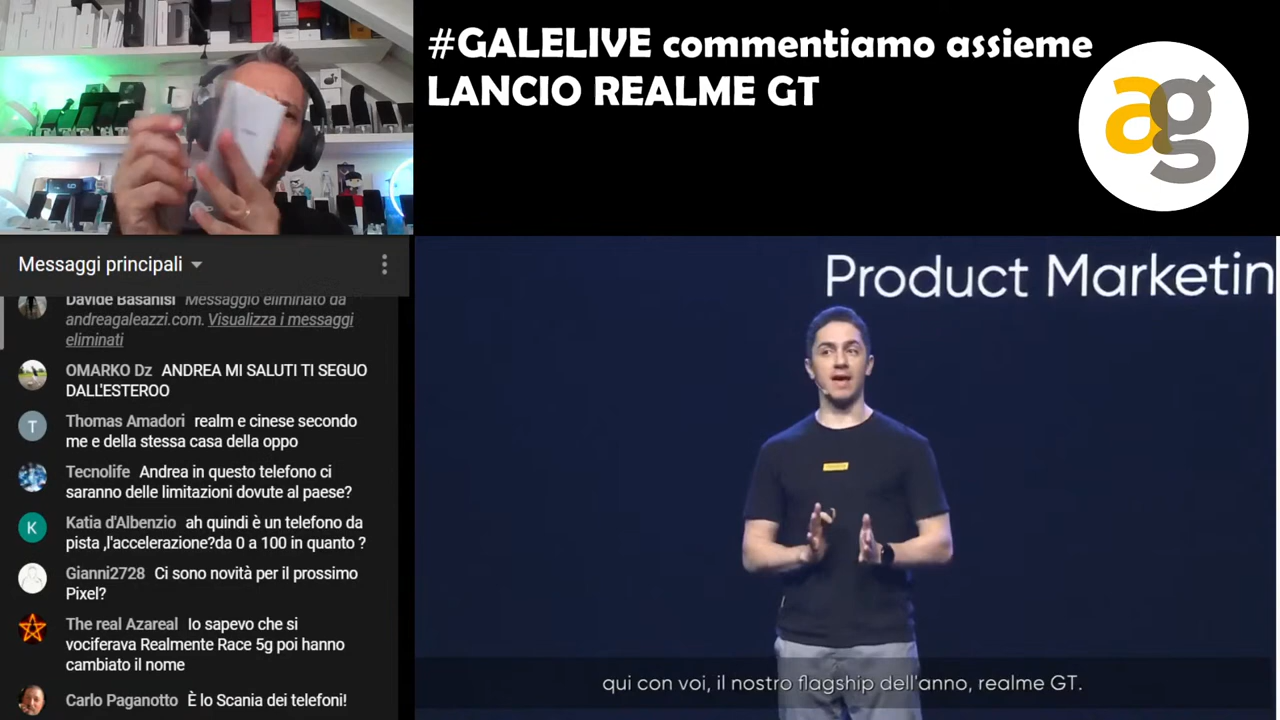 #GALELIVE commentiamo assieme
LANCIO REALME GT
ag
Messaggi principali
Davide Basanisi Messaggio eliminato da
andreagaleazzi.com. Visualizza i messaggi
eliminati
OMARKO Dz ANDREA MI SALUTI TI SEGUO
DALL'ESTEROO
T
Thomas Amadori realm e cinese secondo
me e della stessa casa della oppo
Tecnolife Andrea in questo telefono ci
saranno delle limitazioni dovute al paese?
K
Katia d'Albenzio ah quindi è un telefono da
pista ,l'accelerazione?da 0 a 100 in quanto ?
Gianni2728 Ci sono novità per il prossimo
Pixel?
The real Azareal Io sapevo che si
vociferava Realmente Race 5g poi hanno
cambiato il nome
Carlo Paganotto È lo Scania dei telefoni!
Product Marketin
qui con voi, il nostro flagship dell'anno, realme GT.